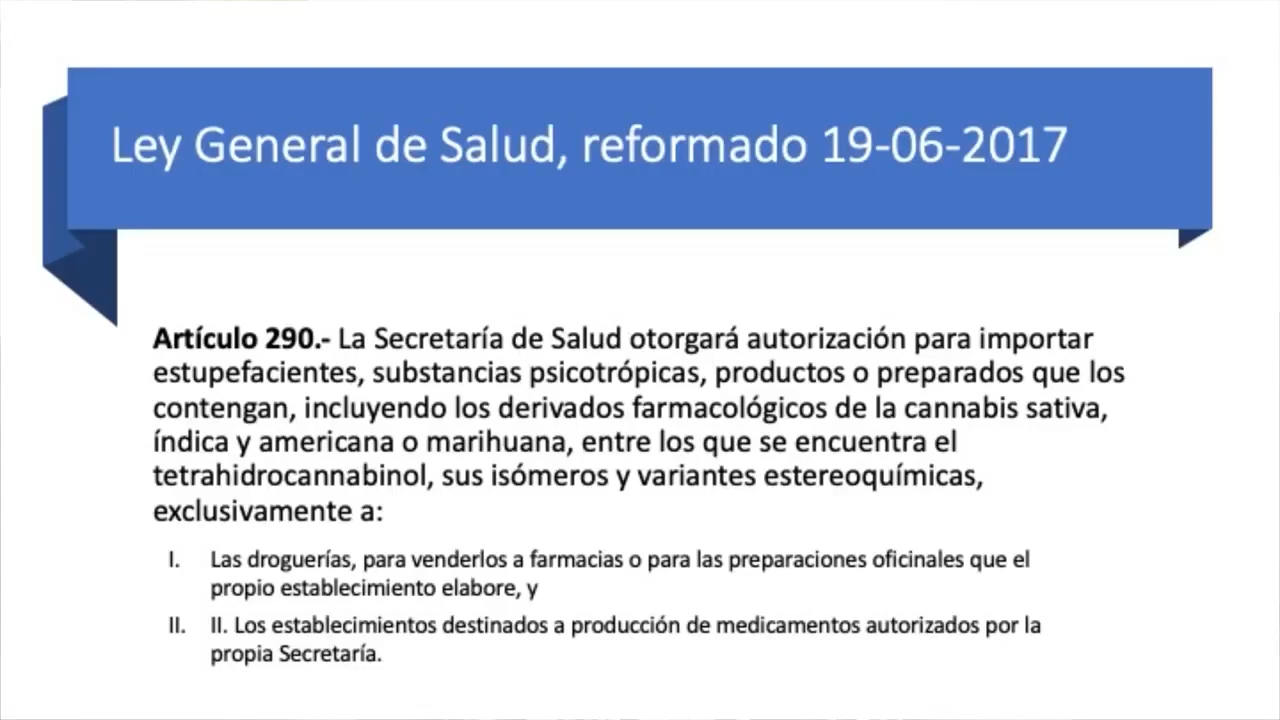 Ley General de Salud, reformado 19-06-2017
Artículo 290.- La Secretaría de Salud otorgará autorización para importar
estupefacientes, substancias psicotrópicas, productos o preparados que los
contengan, incluyendo los derivados farmacológicos de la cannabis sativa,
índica y americana o marihuana, entre los que se encuentra el
tetrahidrocannabinol, sus isómeros y variantes estereoquímicas,
exclusivamente a:
I. Las droguerías, para venderlos a farmacias o para las preparaciones oficinales que el
propio establecimiento elabore, y
II. II. Los establecimientos destinados a producción de medicamentos autorizados por la
propia Secretaría.